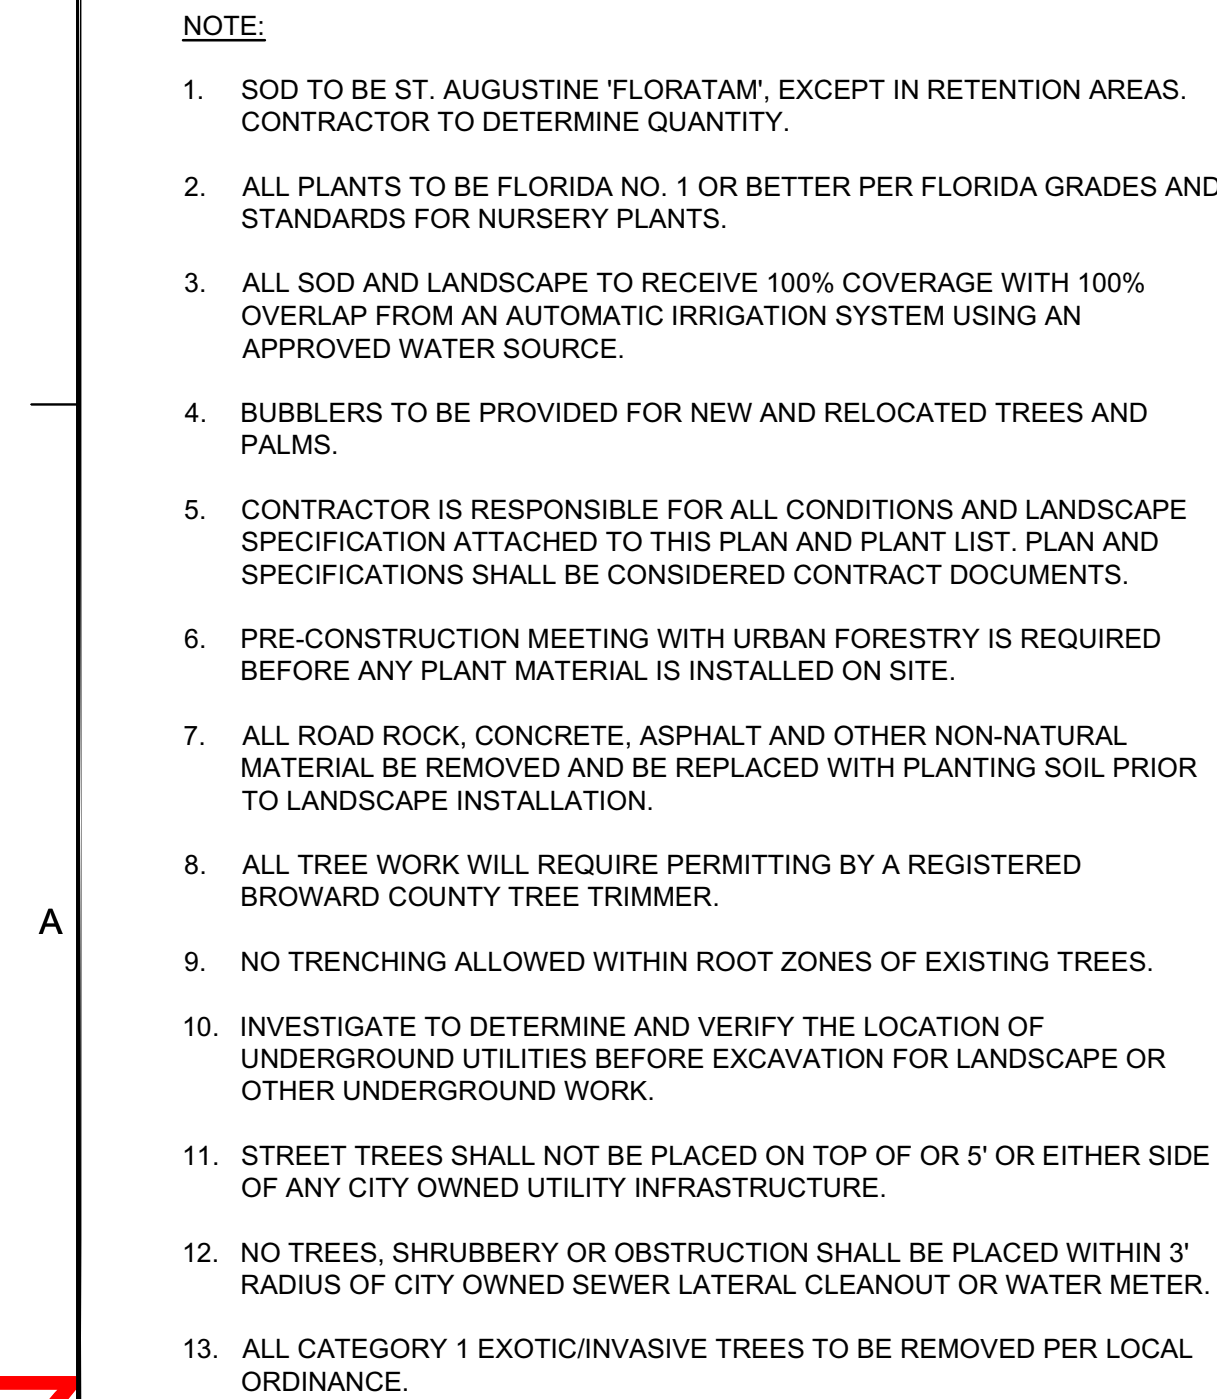 NOTE:
1. SOD TO BE ST. AUGUSTINE 'FLORATAM', EXCEPT IN RETENTION AREAS.
CONTRACTOR TO DETERMINE QUANTITY.
2. ALL PLANTS TO BE FLORIDA NO. 1 OR BETTER PER FLORIDA GRADES AND
STANDARDS FOR NURSERY PLANTS.
3. ALL SOD AND LANDSCAPE TO RECEIVE 100% COVERAGE WITH 100%
OVERLAP FROM AN AUTOMATIC IRRIGATION SYSTEM USING AN
APPROVED WATER SOURCE.
4. BUBBLERS TO BE PROVIDED FOR NEW AND RELOCATED TREES AND
PALMS.
5. CONTRACTOR IS RESPONSIBLE FOR ALL CONDITIONS AND LANDSCAPE
SPECIFICATION ATTACHED TO THIS PLAN AND PLANT LIST. PLAN AND
SPECIFICATIONS SHALL BE CONSIDERED CONTRACT DOCUMENTS.
6. PRE-CONSTRUCTION MEETING WITH URBAN FORESTRY IS REQUIRED
BEFORE ANY PLANT MATERIAL IS INSTALLED ON SITE.
7. ALL ROAD ROCK, CONCRETE, ASPHALT AND OTHER NON-NATURAL
MATERIAL BE REMOVED AND BE REPLACED WITH PLANTING SOIL PRIOR
TO LANDSCAPE INSTALLATION.
8. ALL TREE WORK WILL REQUIRE PERMITTING BY A REGISTERED
BROWARD COUNTY TREE TRIMMER.
A
9. NO TRENCHING ALLOWED WITHIN ROOT ZONES OF EXISTING TREES.
10. INVESTIGATE TO DETERMINE AND VERIFY THE LOCATION OF
UNDERGROUND UTILITIES BEFORE EXCAVATION FOR LANDSCAPE OR
OTHER UNDERGROUND WORK.
11. STREET TREES SHALL NOT BE PLACED ON TOP OF OR 5' OR EITHER SIDE
OF ANY CITY OWNED UTILITY INFRASTRUCTURE.
12. NO TREES, SHRUBBERY OR OBSTRUCTION SHALL BE PLACED WITHIN 3'
RADIUS OF CITY OWNED SEWER LATERAL CLEANOUT OR WATER METER.
13. ALL CATEGORY 1 EXOTIC/INVASIVE TREES TO BE REMOVED PER LOCAL
ORDINANCE.